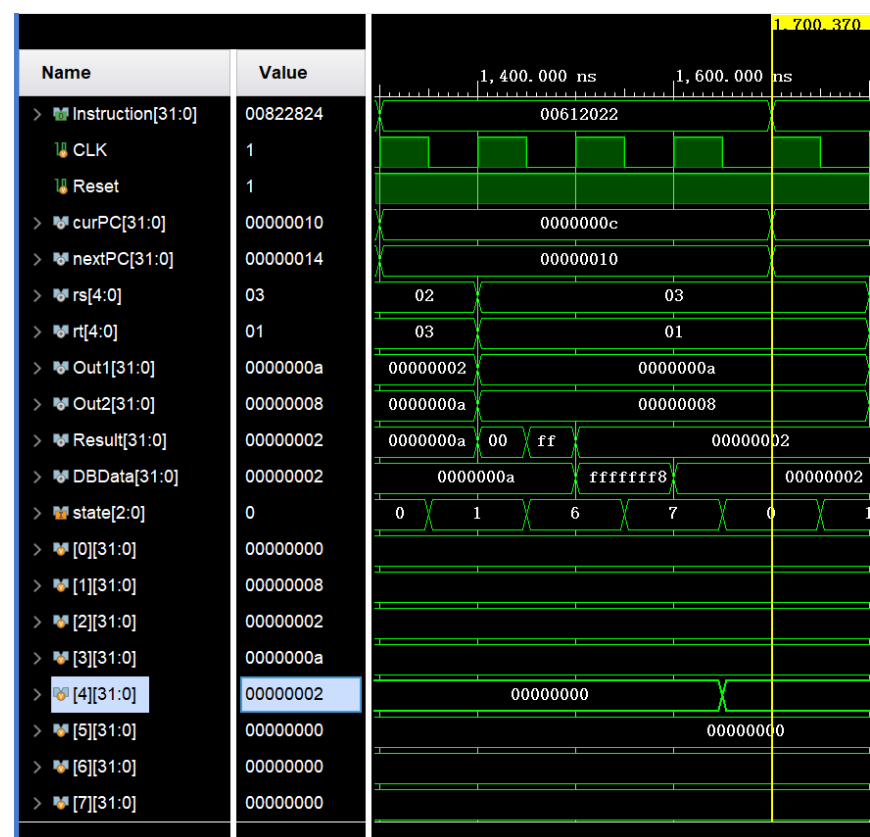 1,700.370
Name Value
1,400.000 ns 1,600.000 ns
Instruction[31:0] 00822824 00612022
CLK 1
Reset 1
curPC[31:0] 00000010 0000000c
nextPC[31:0] 00000014 00000010
rs[4:0] 03 02 03
rt[4:0] 01 03 01
Out1[31:0] 0000000a 00000002 0000000a
Out2[31:0] 00000008 0000000a 00000008
Result[31:0] 00000002 0000000a 00 ff 00000002
DBData[31:0] 00000002 0000000a fffffff8 00000002
state[2:0] 0 0 1 6 7 0 1
[0][31:0] 00000000
[1][31:0] 00000008
[2][31:0] 00000002
[3][31:0] 0000000a
[4][31:0] 00000002 00000000
[5][31:0] 00000000 00000000
[6][31:0] 00000000
[7][31:0] 00000000